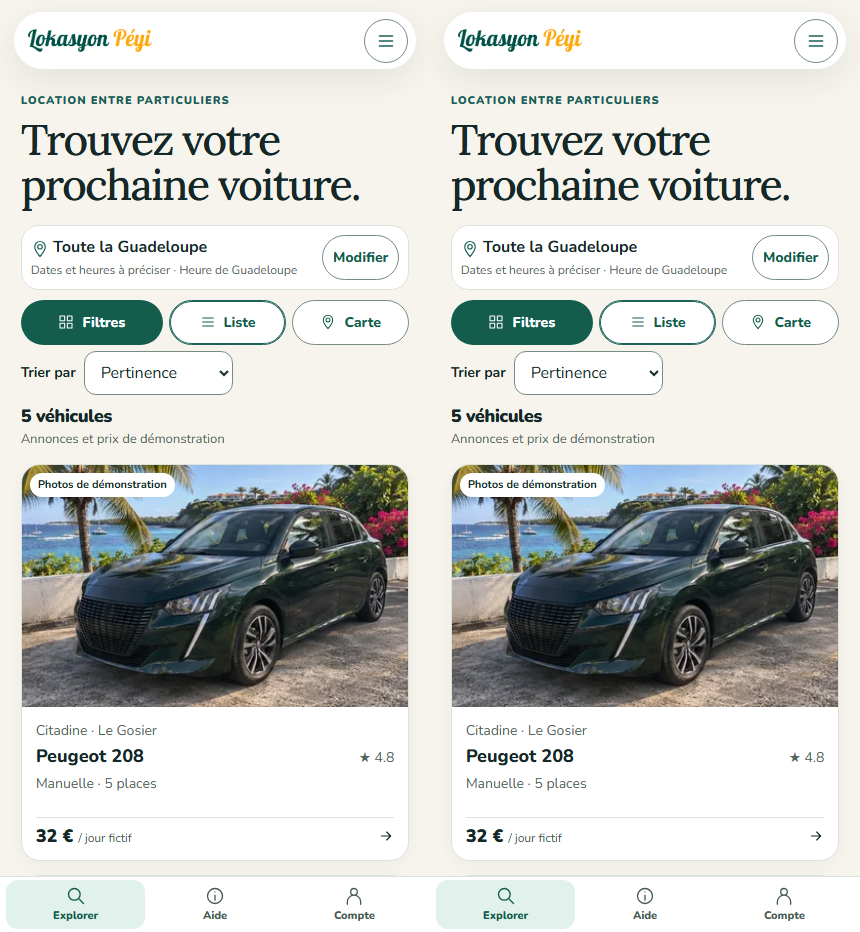 Lokasyon Péyi
LOCATION ENTRE PARTICULIERS
Trouvez votre
prochaine voiture.
Toute la Guadeloupe
Dates et heures à préciser · Heure de Guadeloupe
Modifier
Filtres
Liste
Carte
Trier par
Pertinence
5 véhicules
Annonces et prix de démonstration
Photos de démonstration
Citadine · Le Gosier
Peugeot 208
★ 4.8
Manuelle · 5 places
32 € / jour fictif
Explorer
Aide
Compte
Lokasyon Péyi
LOCATION ENTRE PARTICULIERS
Trouvez votre
prochaine voiture.
Toute la Guadeloupe
Dates et heures à préciser · Heure de Guadeloupe
Modifier
Filtres
Liste
Carte
Trier par
Pertinence
5 véhicules
Annonces et prix de démonstration
Photos de démonstration
Citadine · Le Gosier
Peugeot 208
★ 4.8
Manuelle · 5 places
32 € / jour fictif
Explorer
Aide
Compte